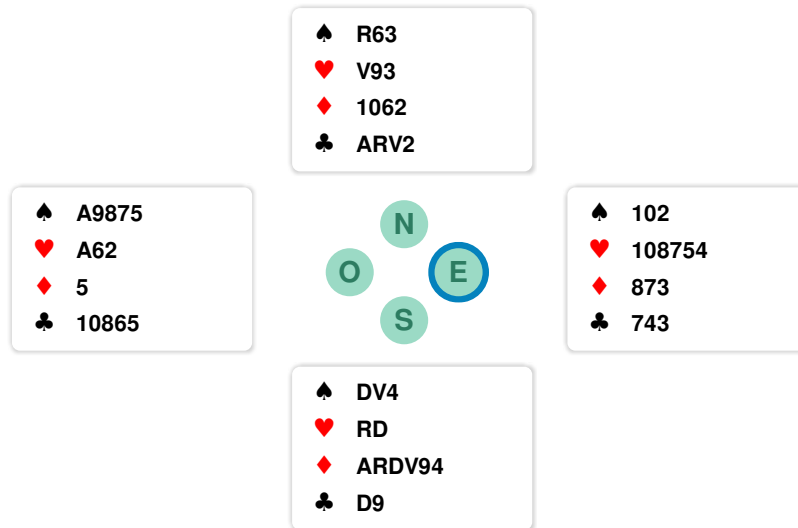 ♠ R63
♥ V93
♦ 1062
♣ ARV2
♠ A9875
♥ A62
♦ 5
♣ 10865
N
O E
S
♠ 102
♥ 108754
♦ 873
♣ 743
♠ DV4
♥ RD
♦ ARDV94
♣ D9